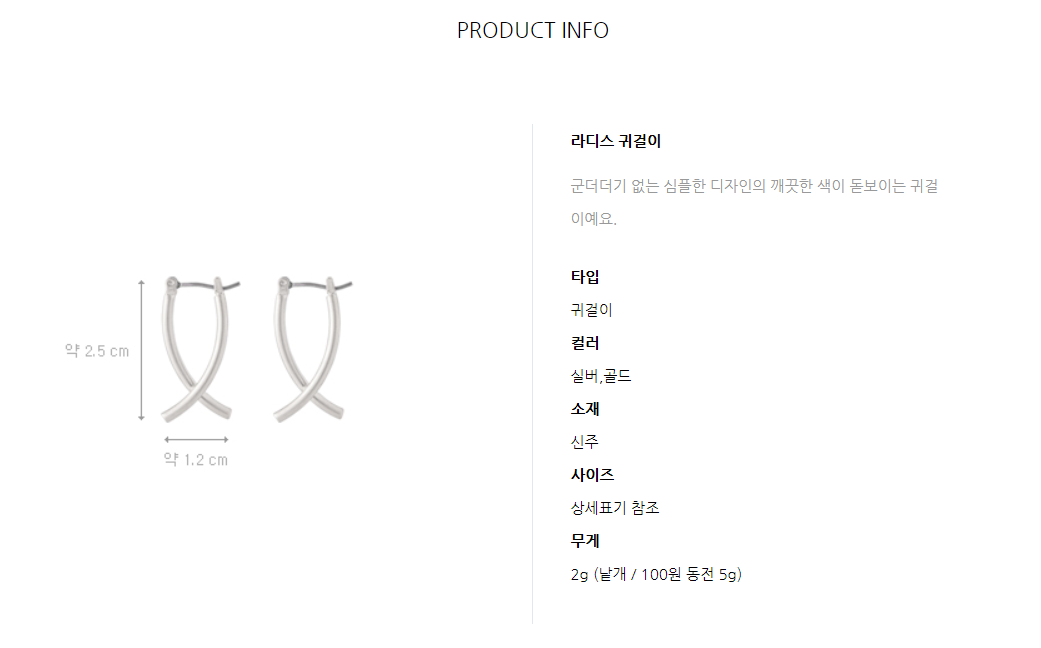 PRODUCT INFO
라디스 귀걸이
군더더기 없는 심플한 디자인의 깨끗한 색이 돋보이는 귀걸
이예요.
타입
귀걸이
컬러
실버,골드
소재
신주
사이즈
상세표기 참조
무게
2g (낱개 / 100원 동전 5g)
약 2.5 cm
약 1.2 cm